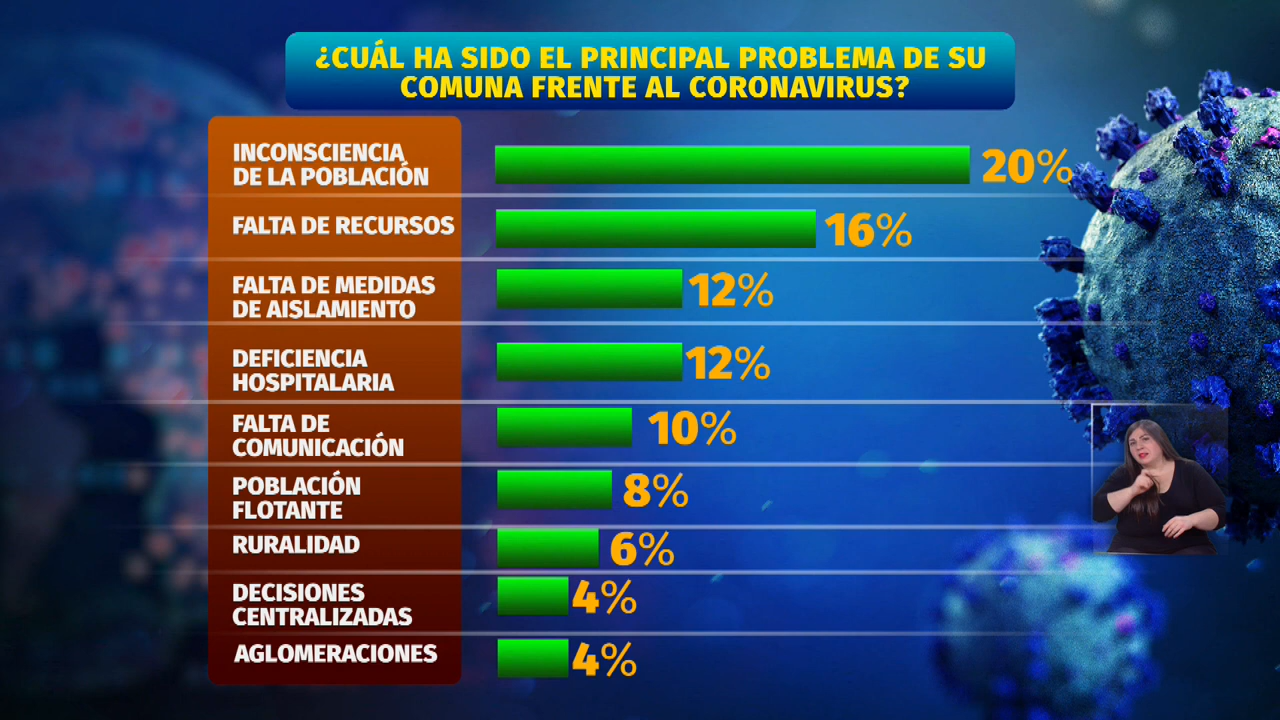 ¿CUÁL HA SIDO EL PRINCIPAL PROBLEMA DE SU
COMUNA FRENTE AL CORONAVIRUS?
INCONSCIENCIA
DE LA POBLACIÓN
20%
FALTA DE RECURSOS
16%
FALTA DE MEDIDAS
DE AISLAMIENTO
12%
DEFICIENCIA
HOSPITALARIA
12%
FALTA DE
COMUNICACIÓN
10%
POBLACIÓN
FLOTANTE
8%
RURALIDAD
6%
DECISIONES
CENTRALIZADAS
4%
AGLOMERACIONES
4%